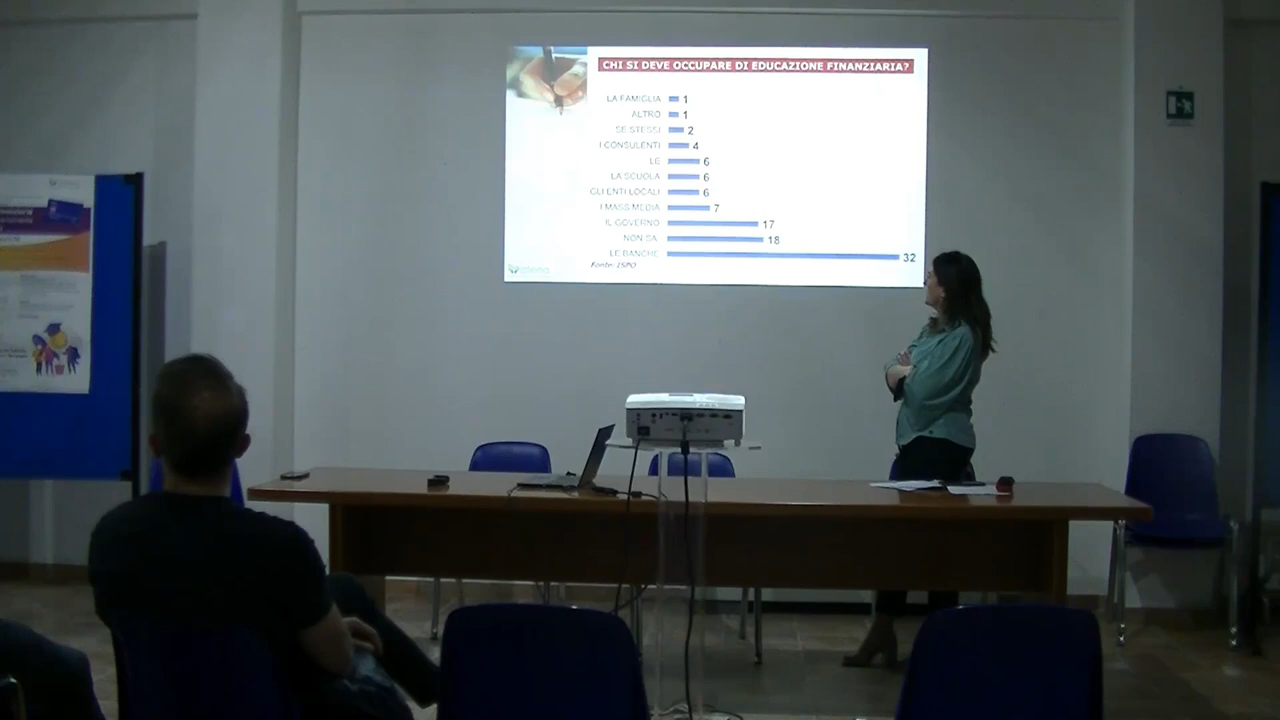 CHI SI DEVE OCCUPARE DI EDUCAZIONE FINANZIARIA?
LA FAMIGLIA 1
ALTRO 1
SE STESSI 2
I CONSULENTI 4
LE 6
LA SCUOLA 6
GLI ENTI LOCALI 6
I MASS MEDIA 7
IL GOVERNO 17
NON SA 18
LE BANCHE 32
Fonte: ISPO